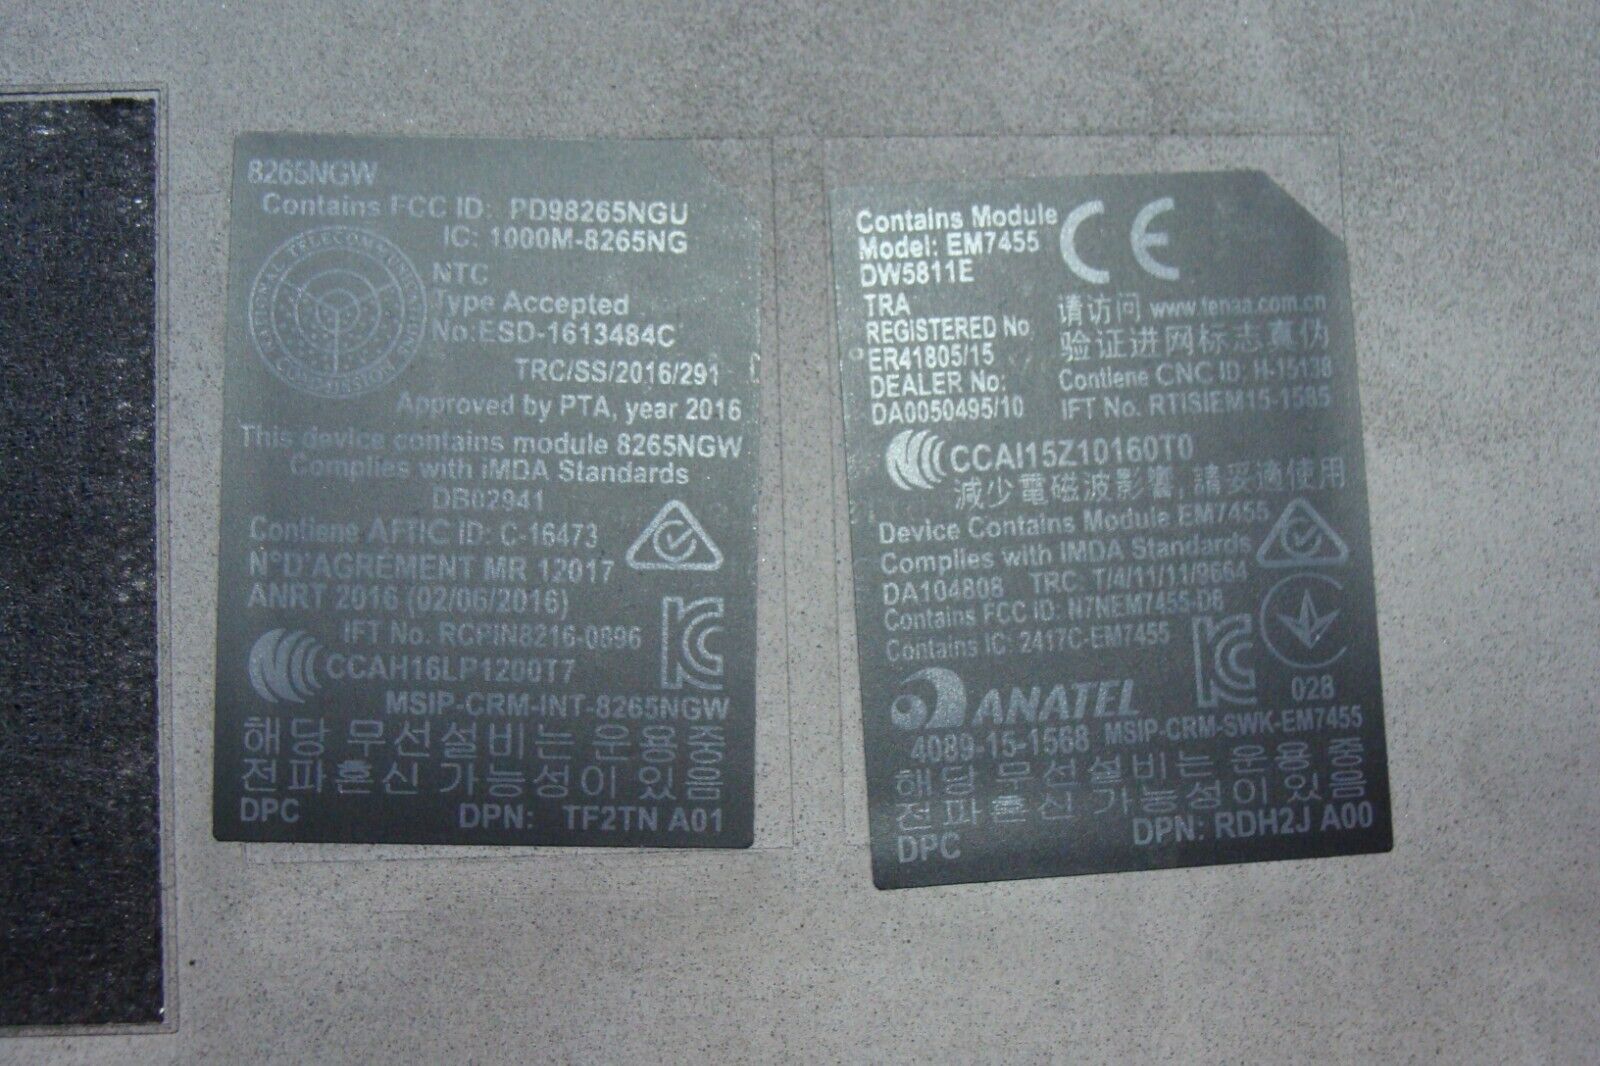 8265NGW
Contains FCC ID: PD98265NGU
IC: 1000M-8265NG
NATIONAL TELECOMMUNICATIONS COMMISSION
NTC
Type Accepted
No:ESD-1613484C
TRC/SS/2016/291
Approved by PTA, year 2016
This device contains module 8265NGW
Complies with iMDA Standards
DB02941
Contiene AFTIC ID: C-16473
N°D'AGRÉMENT MR 12017
ANRT 2016 (02/06/2016)
IFT No. RCPIN8216-0896
CCAH16LP1200T7
MSIP-CRM-INT-8265NGW
해당 무선설비는 운용중
전파혼신 가능성이 있음
DPC DPN: TF2TN A01
Contains Module
Model: EM7455
DW5811E
TRA
REGISTERED No
ER41805/15
DEALER No:
DA0050495/10
CE
请访问 www.tenaa.com.cn
验证进网标志真伪
Contiene CNC ID: H-15138
IFT No. RTISIEM15-1585
CCAI15Z10160T0
減少電磁波影響,請妥適使用
Device Contains Module EM7455
Complies with IMDA Standards
DA104808 TRC: T/4/11/11/9664
Contains FCC ID: N7NEM7455-D8
Contains IC: 2417C-EM7455
028
ANATEL
4089-15-1568 MSIP-CRM-SWK-EM7455
해당 무선설비는 운용 중
전파혼신 가능성이 있음
DPC DPN: RDH2J A00